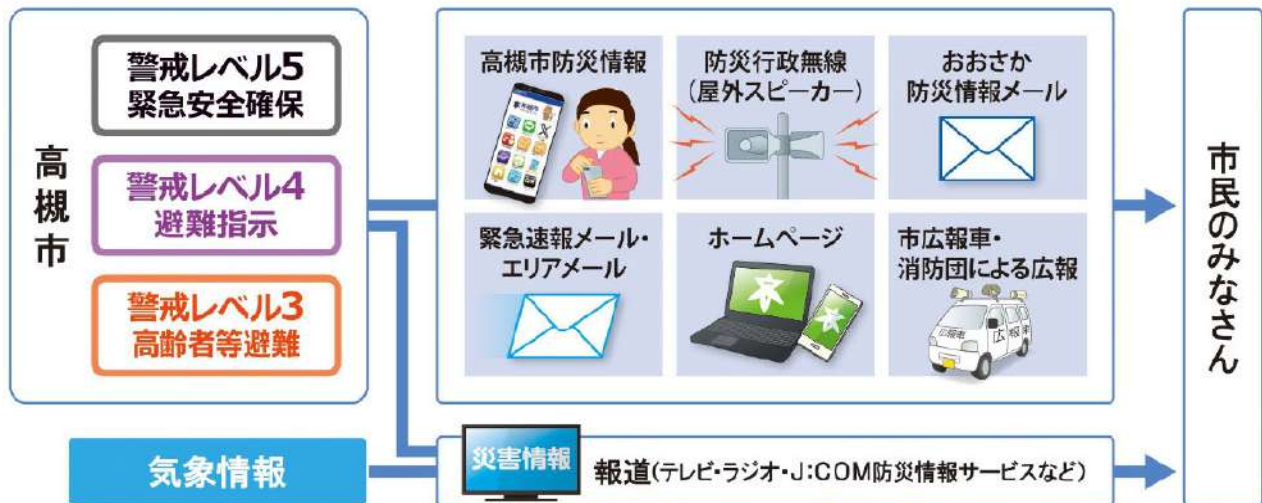 高槻市
警戒レベル5
緊急安全確保
警戒レベル4
避難指示
警戒レベル3
高齢者等避難
高槻市防災情報
防災行政無線
(屋外スピーカー)
おおさか
防災情報メール
緊急速報メール・
エリアメール
ホームページ
市広報車・
消防団による広報
広報車
広報車
市民のみなさん
気象情報
災害情報
報道(テレビ・ラジオ・J:COM防災情報サービスなど)